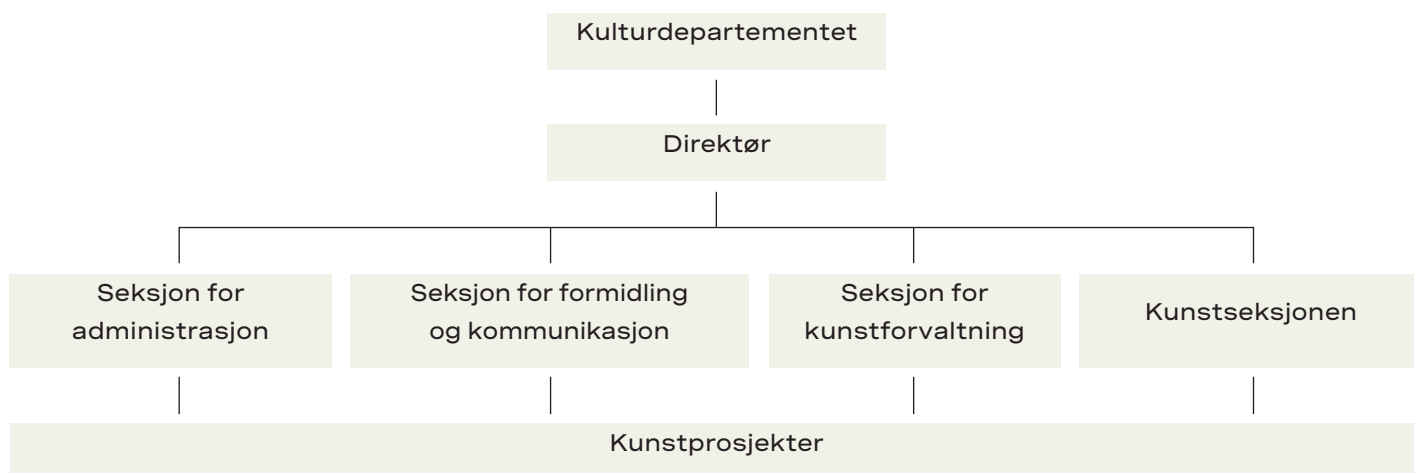 Kulturdepartementet
Direktør
Seksjon for
administrasjon
Seksjon for formidling
og kommunikasjon
Seksjon for
kunstforvaltning
Kunstseksjonen
Kunstprosjekter